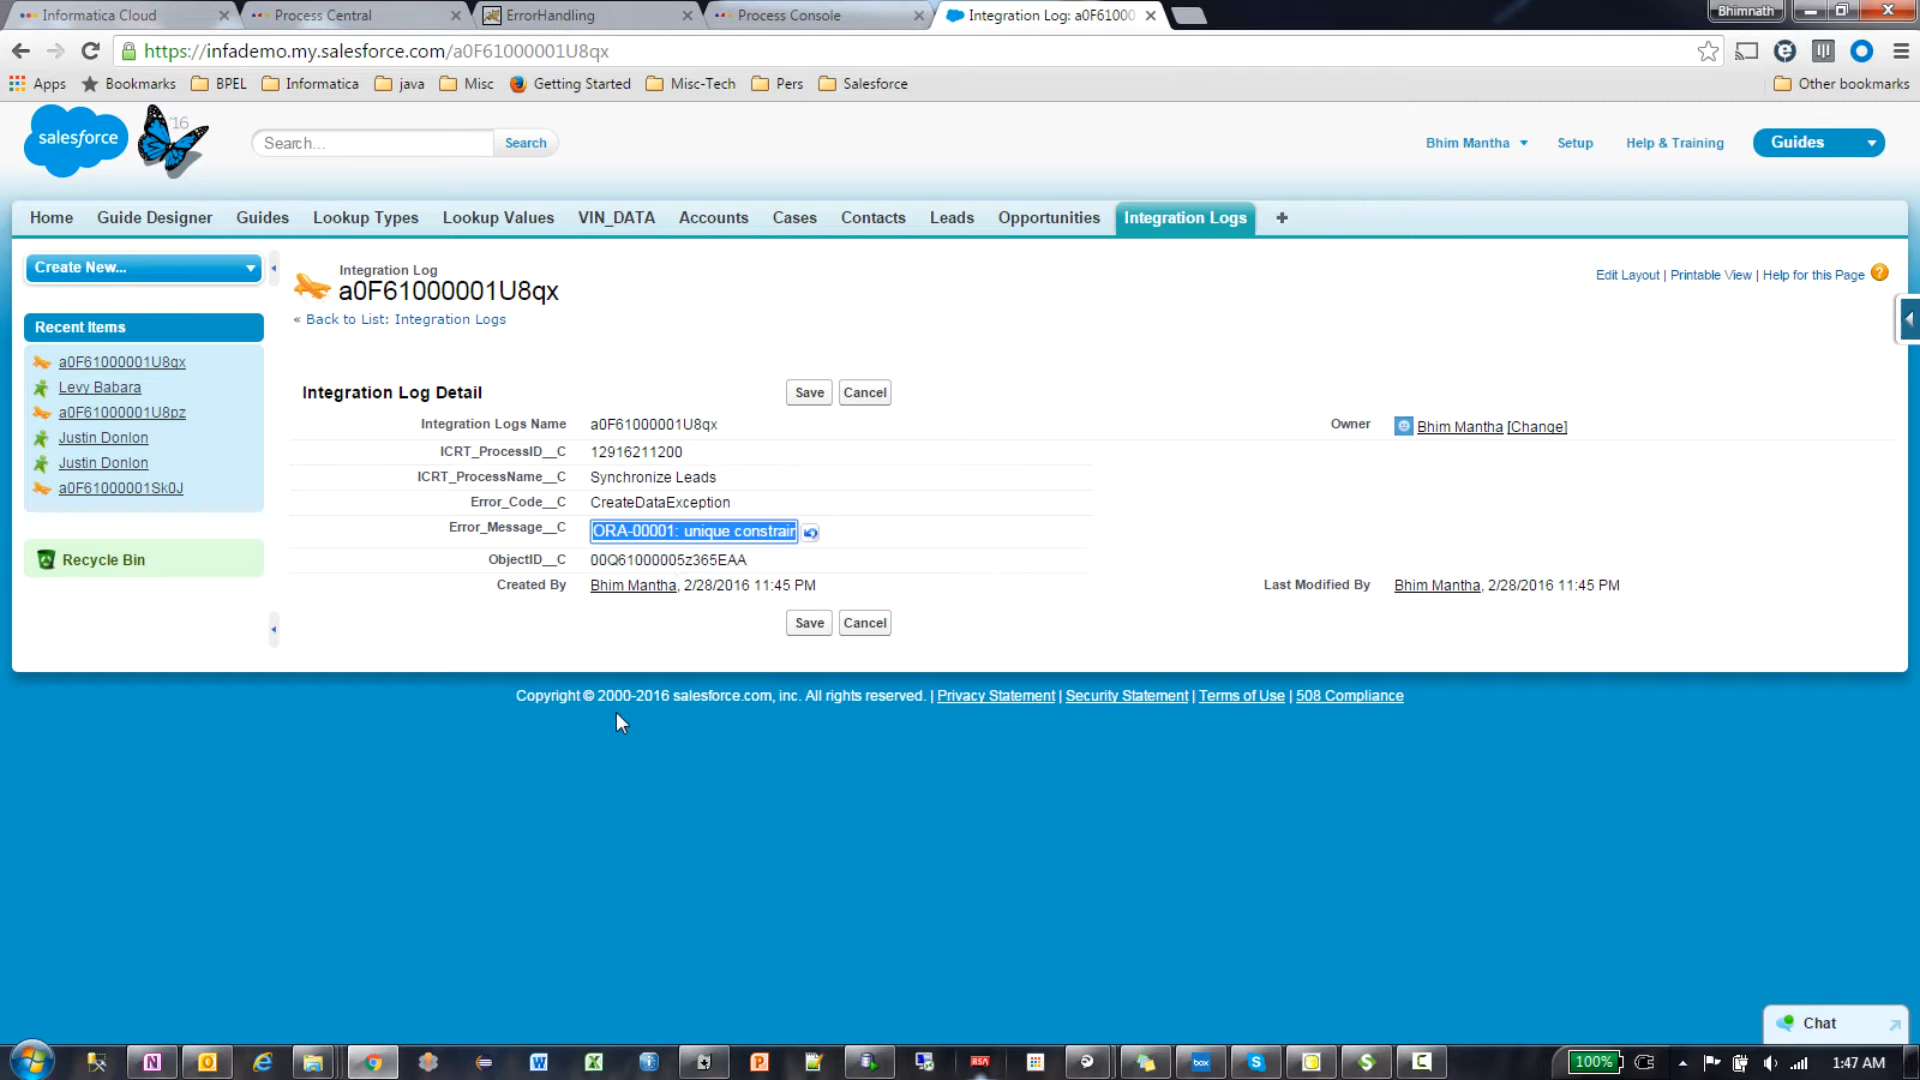 Informatica Cloud
Process Central
ErrorHandling
Process Console
Integration Log: a0F61000
Bhimnath
https://infademo.my.salesforce.com/a0F61000001U8qx
Apps
Bookmarks
BPEL
Informatica
java
Misc
Getting Started
Misc-Tech
Pers
Salesforce
Other bookmarks
salesforce
'16
Search...
Search
Bhim Mantha
Setup
Help & Training
Guides
Home
Guide Designer
Guides
Lookup Types
Lookup Values
VIN_DATA
Accounts
Cases
Contacts
Leads
Opportunities
Integration Logs
+
Create New...
Recent Items
a0F61000001U8qx
Levy Babara
a0F61000001U8pz
Justin Donlon
Justin Donlon
a0F61000001Sk0J
Recycle Bin
Integration Log
a0F61000001U8qx
« Back to List: Integration Logs
Edit Layout | Printable View | Help for this Page ?
Integration Log Detail
Save
Cancel
Integration Logs Name a0F61000001U8qx
Owner Bhim Mantha [Change]
ICRT_ProcessID__C 12916211200
ICRT_ProcessName__C Synchronize Leads
Error_Code__C CreateDataException
Error_Message__C ORA-00001: unique constrain
ObjectID__C 00Q61000005z365EAA
Created By Bhim Mantha, 2/28/2016 11:45 PM
Last Modified By Bhim Mantha, 2/28/2016 11:45 PM
Save
Cancel
Copyright © 2000-2016 salesforce.com, inc. All rights reserved. | Privacy Statement | Security Statement | Terms of Use | 508 Compliance
Chat
100%
1:47 AM